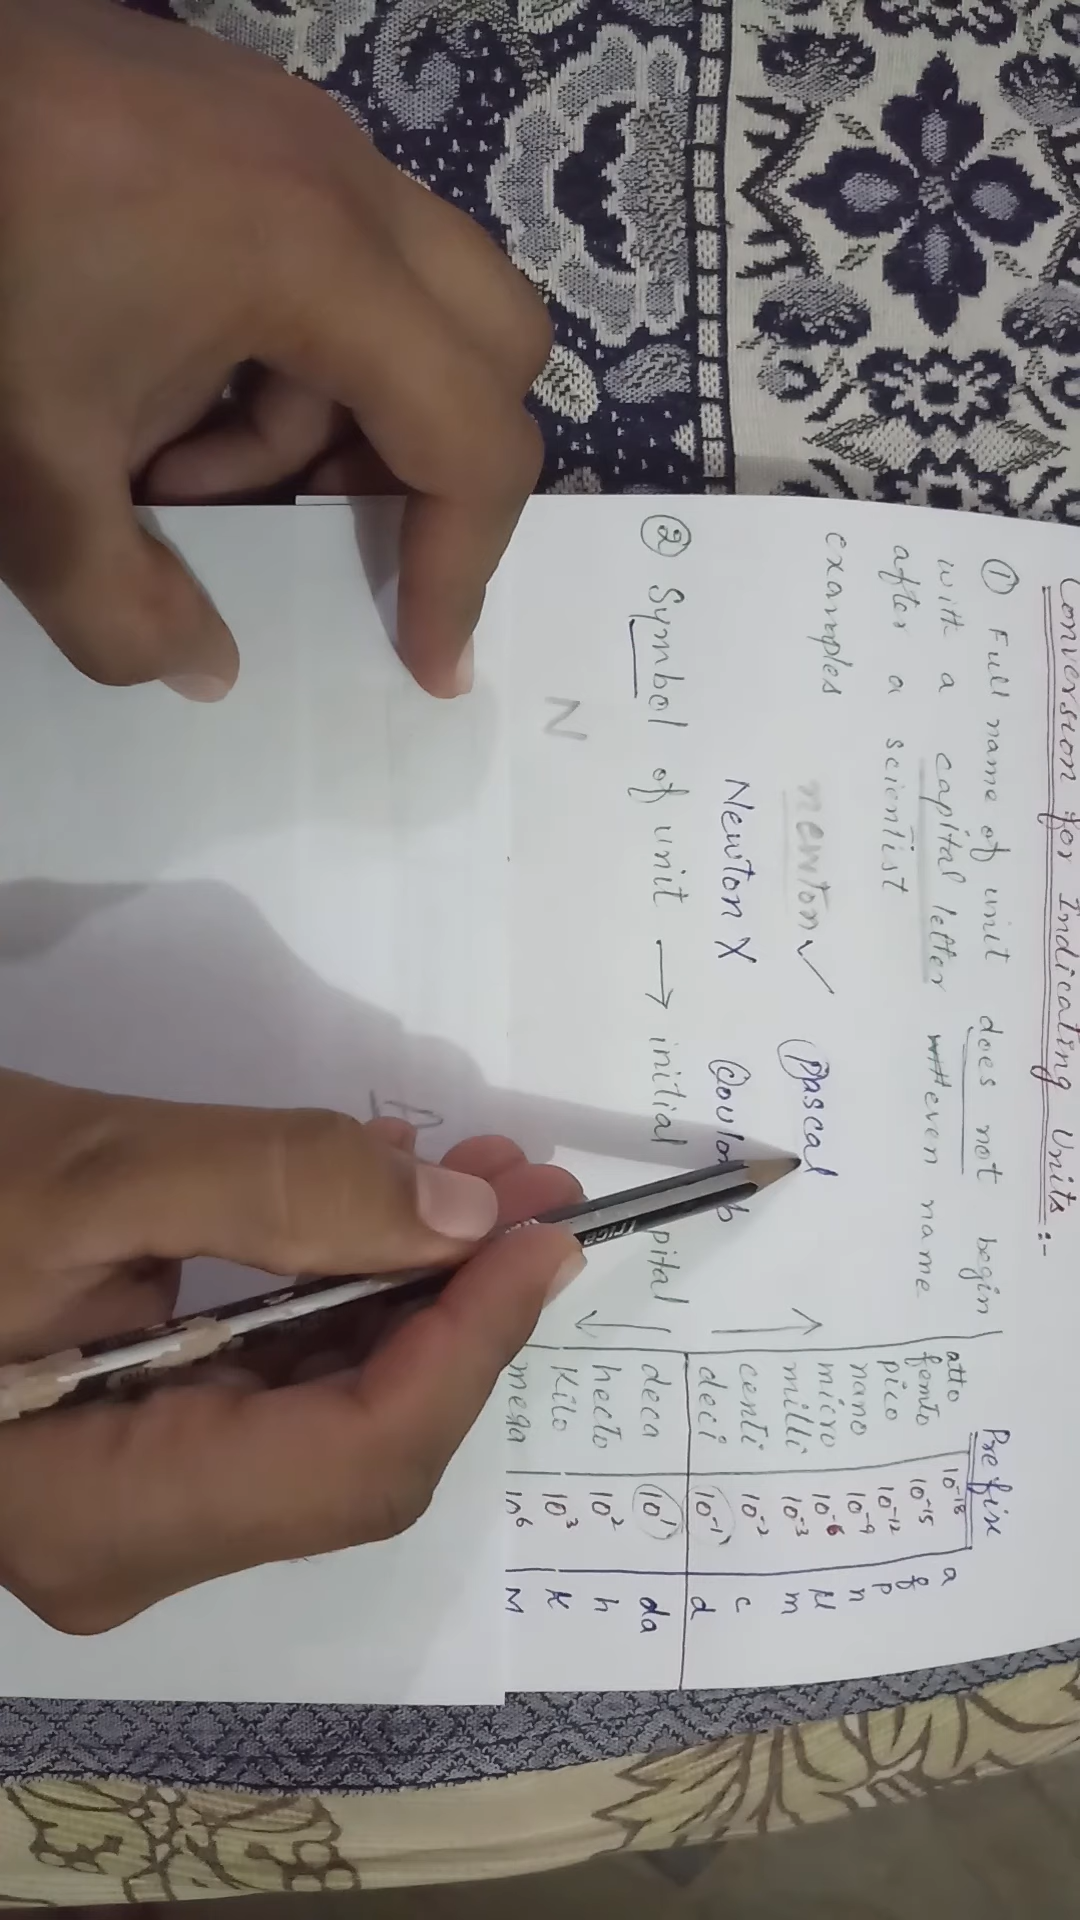 Conversion for Indicating Units :-
① Full name of unit does not begin
with a capital letter even name
after a scientist
examples newton ✓ Pascal
Newton X Coulomb
② Symbol of unit → initial pital
N
A
Prefix
atto 10⁻¹⁸ a
femto 10⁻¹⁵ f
pico 10⁻¹² p
nano 10⁻⁹ n
micro 10⁻⁶ μ
milli 10⁻³ m
centi 10⁻² c
deci 10⁻¹ d
deca 10¹ da
hecto 10² h
Kilo 10³ K
mega 10⁶ M